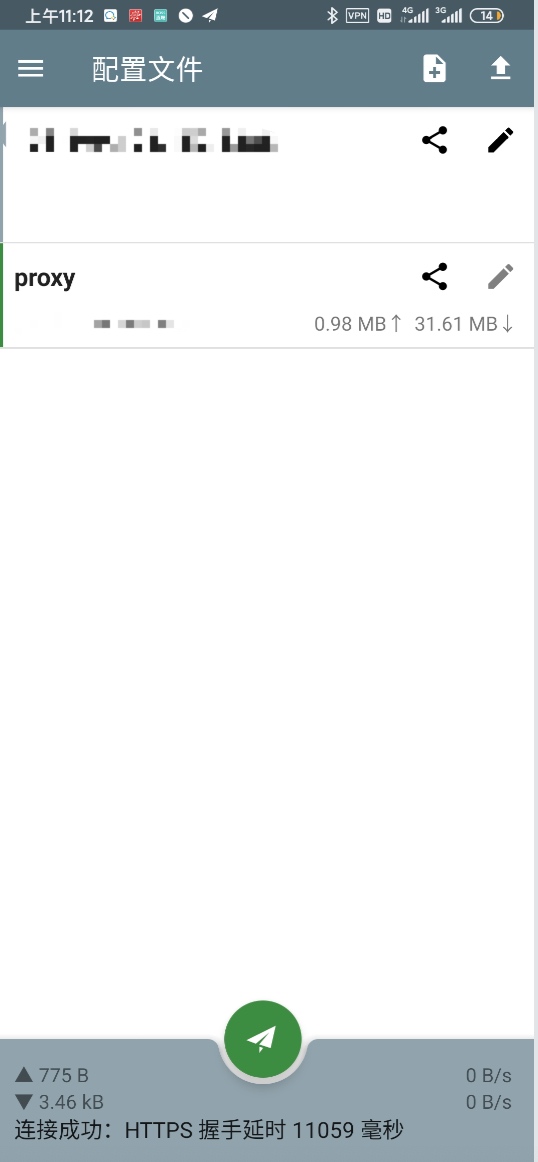 上午11:12 VPN HD 4G 3G 14
配置文件
proxy
0.98 MB↑ 31.61 MB↓
▲ 775 B 0 B/s
▼ 3.46 kB 0 B/s
连接成功：HTTPS 握手延时 11059 毫秒